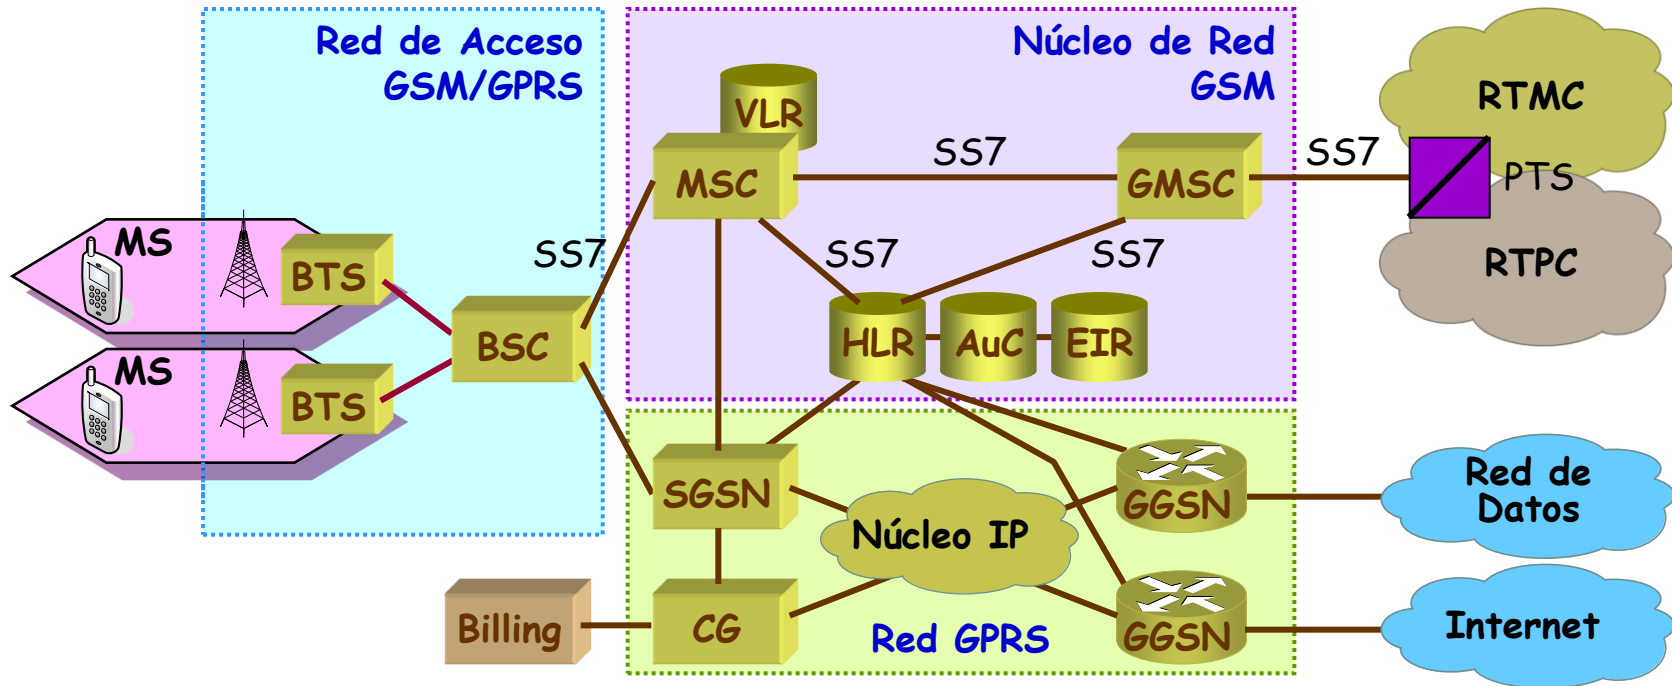 Red de Acceso
GSM/GPRS
Núcleo de Red
GSM
RTMC
VLR
SS7
SS7
MSC
GMSC
PTS
MS
SS7
SS7
SS7
RTPC
BTS
BSC
HLR
AuC
EIR
MS
BTS
SGSN
GGSN
Red de
Datos
Núcleo IP
Billing
CG
Red GPRS
GGSN
Internet